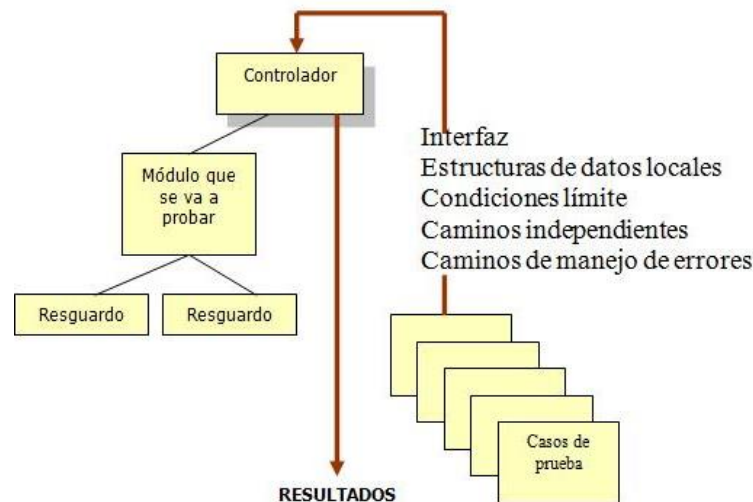 Controlador
Módulo que
se va a
probar
Resguardo
Resguardo
Interfaz
Estructuras de datos locales
Condiciones límite
Caminos independientes
Caminos de manejo de errores
Casos de
prueba
RESULTADOS